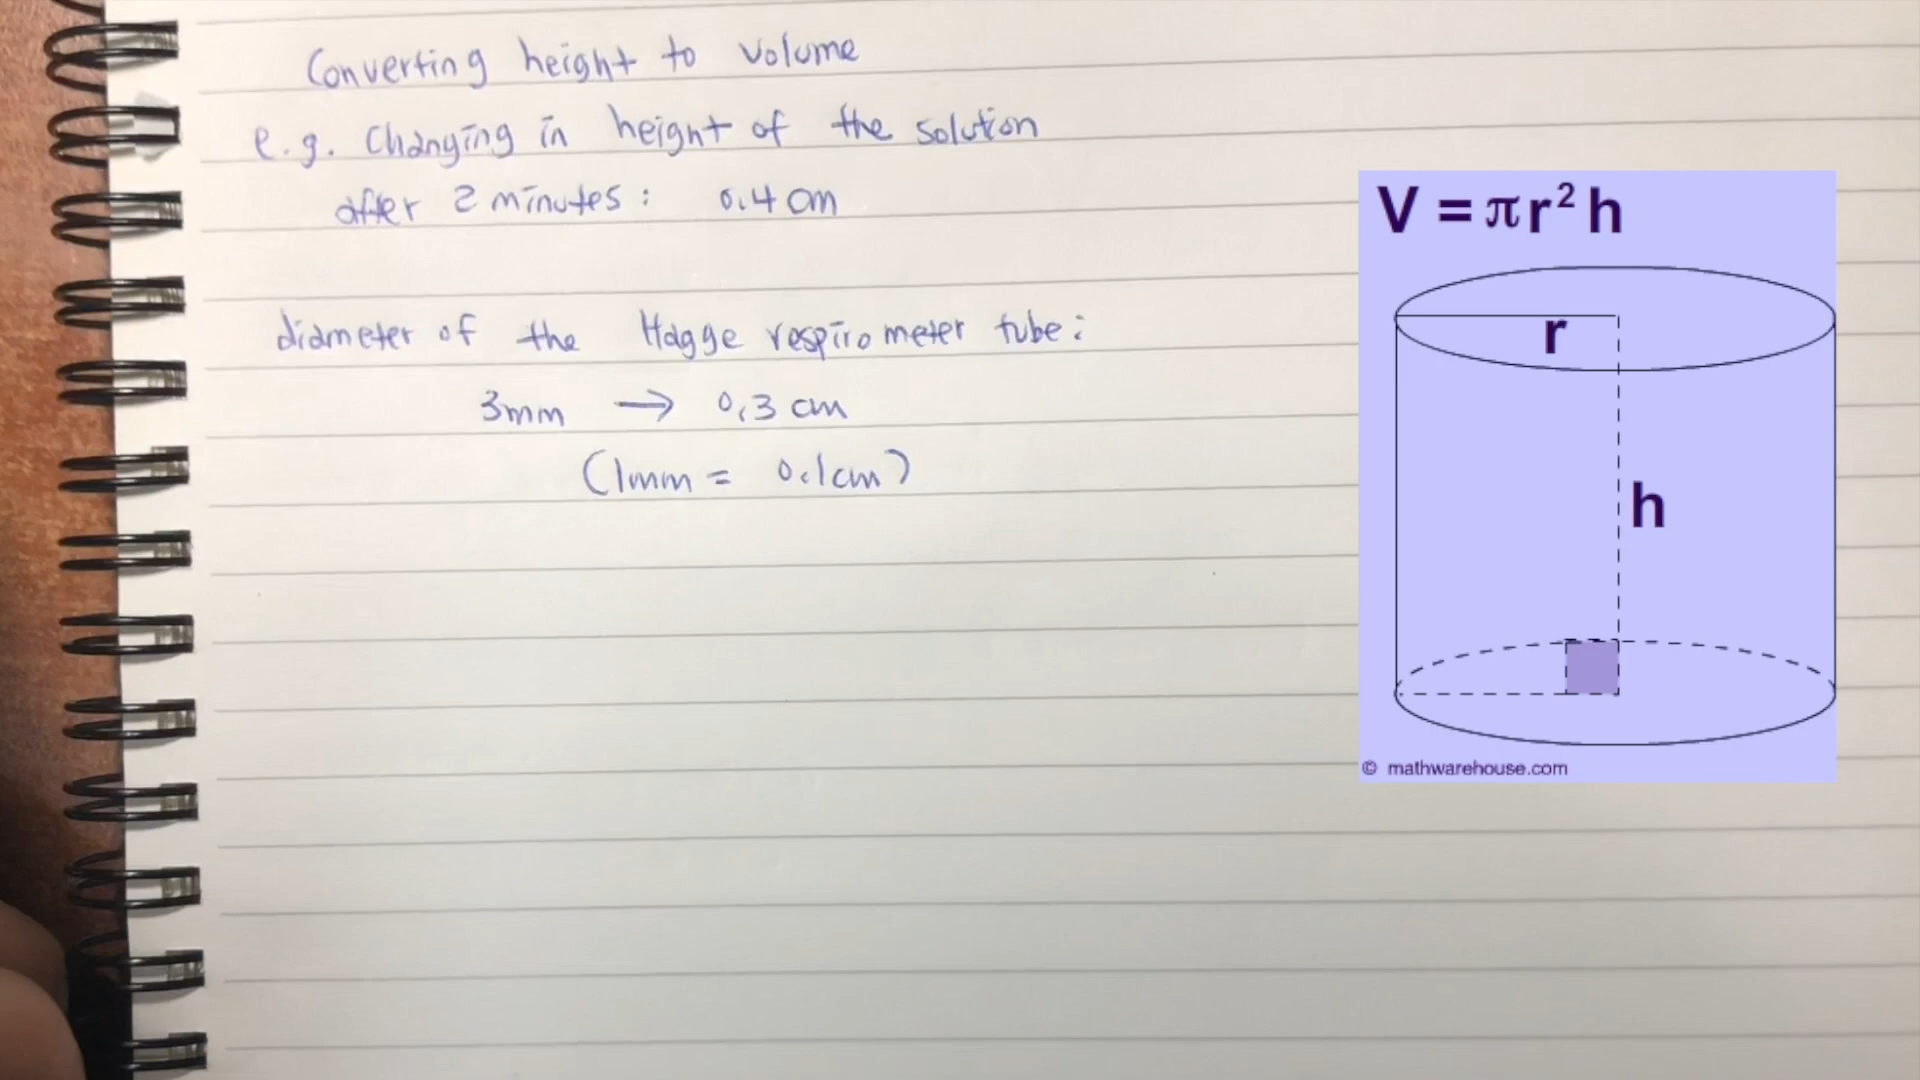 Converting height to volume
e.g. Changing in height of the solution
after 2 minutes: 0.4 cm
diameter of the Hagge respirometer tube:
3mm → 0.3 cm
(1mm = 0.1cm)
V = πr²h
r
h
© mathwarehouse.com